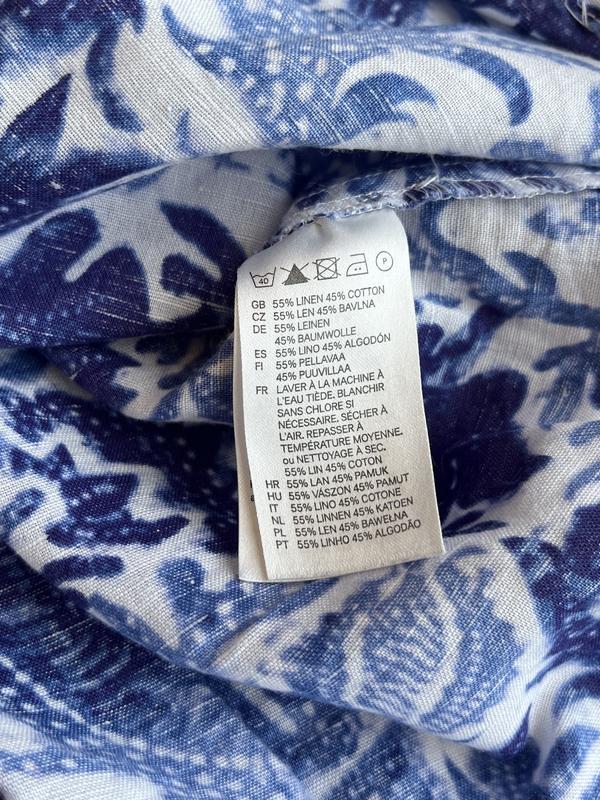 40 P
GB 55% LINEN 45% COTTON
CZ 55% LEN 45% BAVLNA
DE 55% LEINEN
45% BAUMWOLLE
ES 55% LINO 45% ALGODÓN
FI 55% PELLAVAA
45% PUUVILLAA
FR LAVER À LA MACHINE À
L'EAU TIÈDE. BLANCHIR
SANS CHLORE SI
NÉCESSAIRE. SÉCHER À
L'AIR. REPASSER À
TEMPÉRATURE MOYENNE.
ou NETTOYAGE À SEC.
55% LIN 45% COTON
HR 55% LAN 45% PAMUK
HU 55% VÁSZON 45% PAMUT
IT 55% LINO 45% COTONE
NL 55% LINNEN 45% KATOEN
PL 55% LEN 45% BAWEŁNA
PT 55% LINHO 45% ALGODÃO